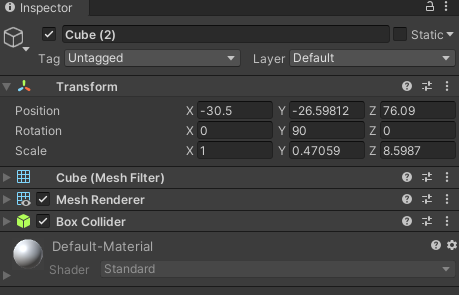 Inspector
Cube (2) Static
Tag Untagged Layer Default
Transform
Position X -30.5 Y -26.59812 Z 76.09
Rotation X 0 Y 90 Z 0
Scale X 1 Y 0.47059 Z 8.5987
Cube (Mesh Filter)
Mesh Renderer
Box Collider
Default-Material
Shader Standard